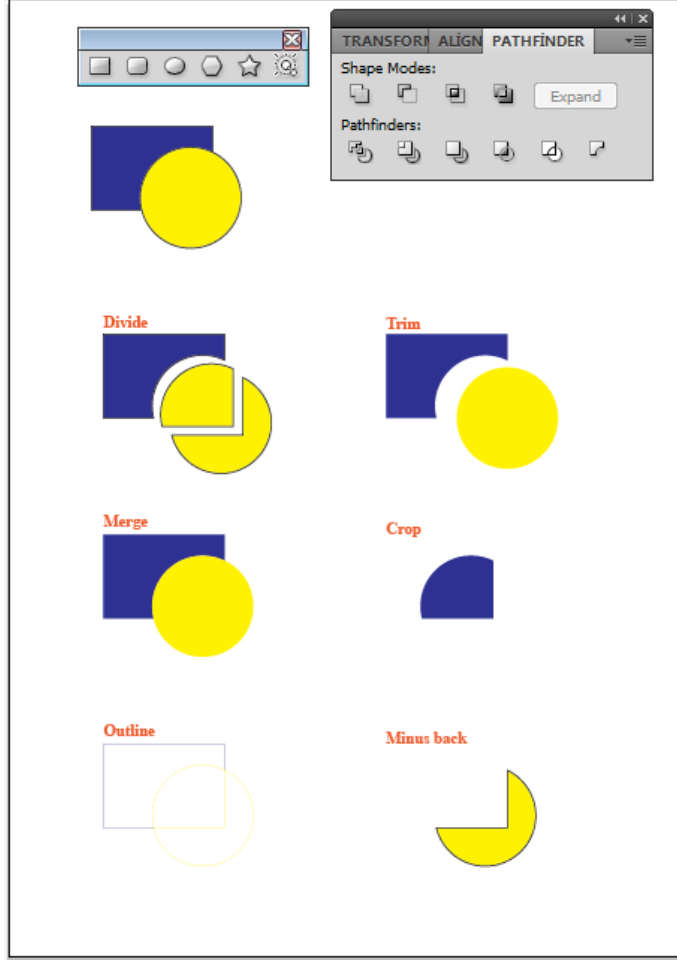 TRANSFORM ALİGN PATHFİNDER
Shape Modes:
Expand
Pathfinders:
Divide
Trim
Merge
Crop
Outline
Minus back